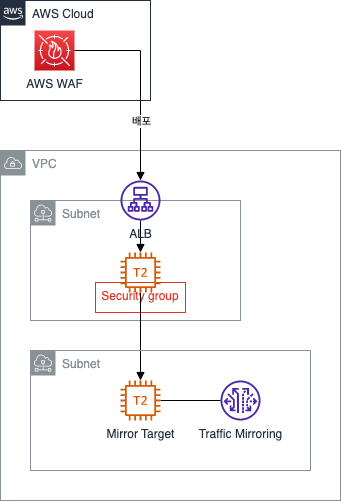 aws
AWS Cloud
AWS WAF
배포
VPC
Subnet
ALB
T2
Security group
Subnet
T2
Mirror Target
Traffic Mirroring